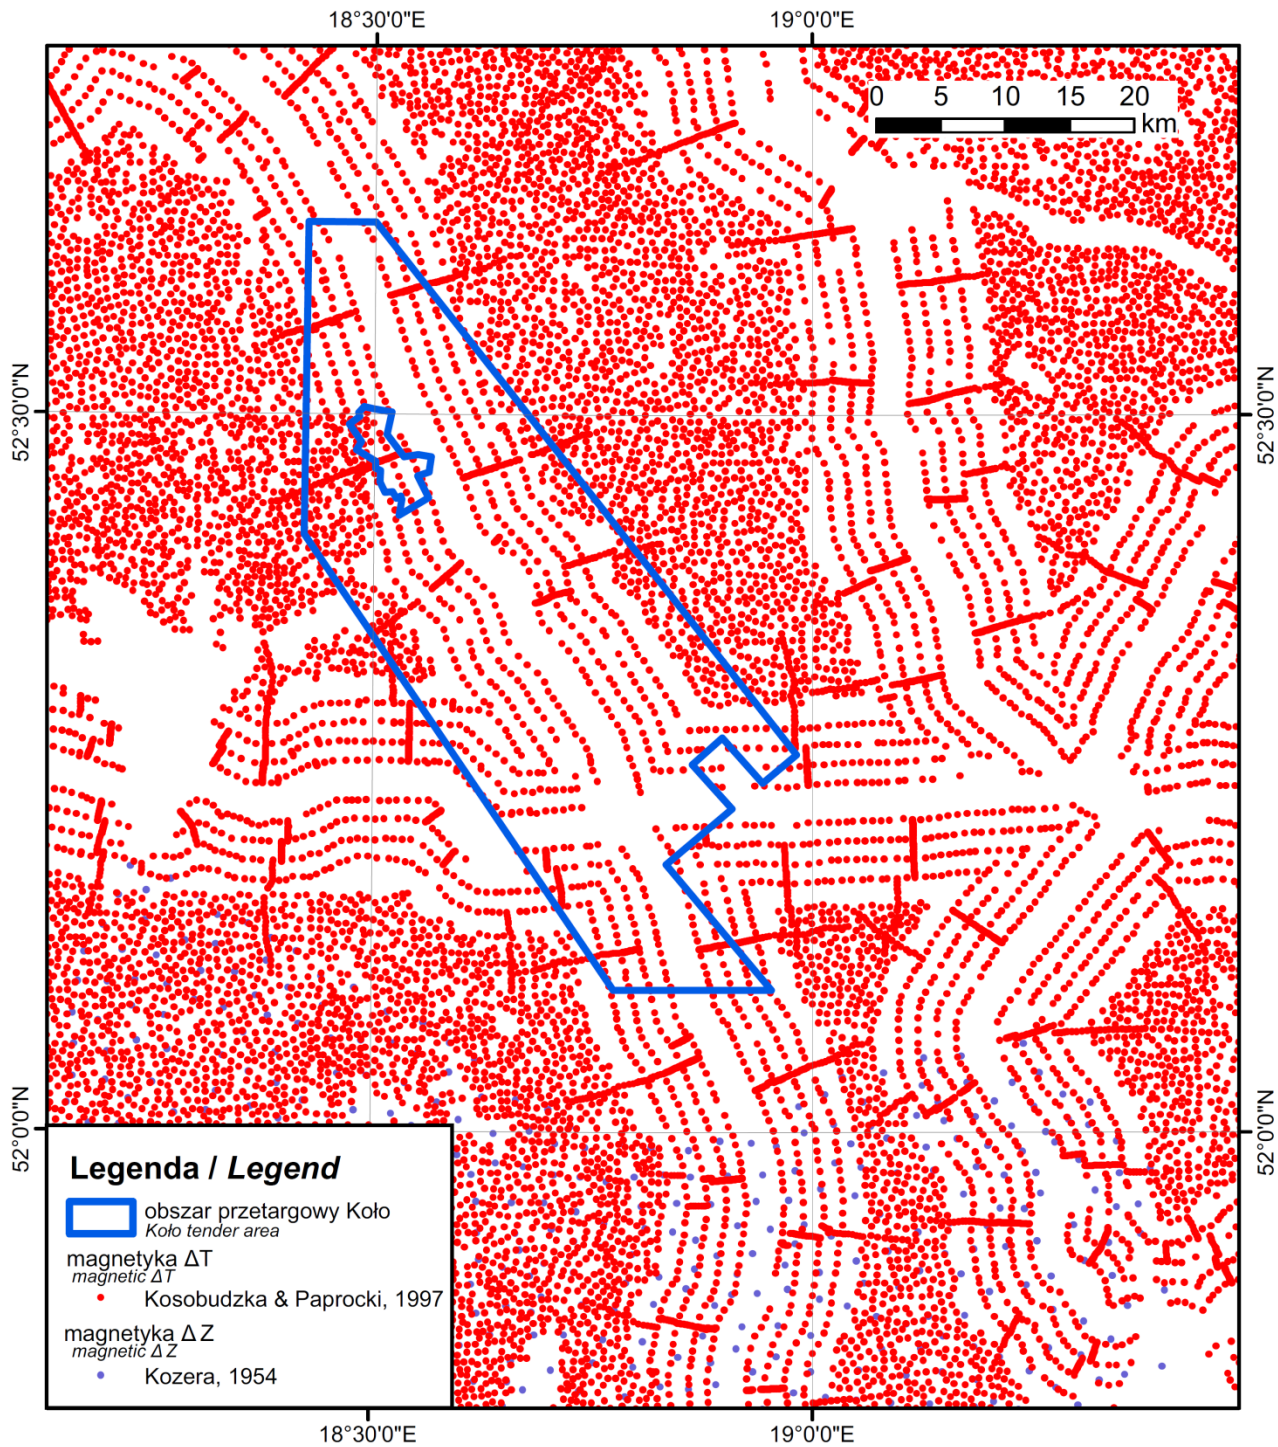 18°30'0"E 19°0'0"E
0 5 10 15 20
km
52°30'0"N 52°30'0"N
52°0'0"N 52°0'0"N
Legenda / Legend
obszar przetargowy Koło
Koło tender area
magnetyka ΔT
magnetic ΔT
Kosobudzka & Paprocki, 1997
magnetyka Δ Z
magnetic Δ Z
Kozera, 1954
18°30'0"E 19°0'0"E